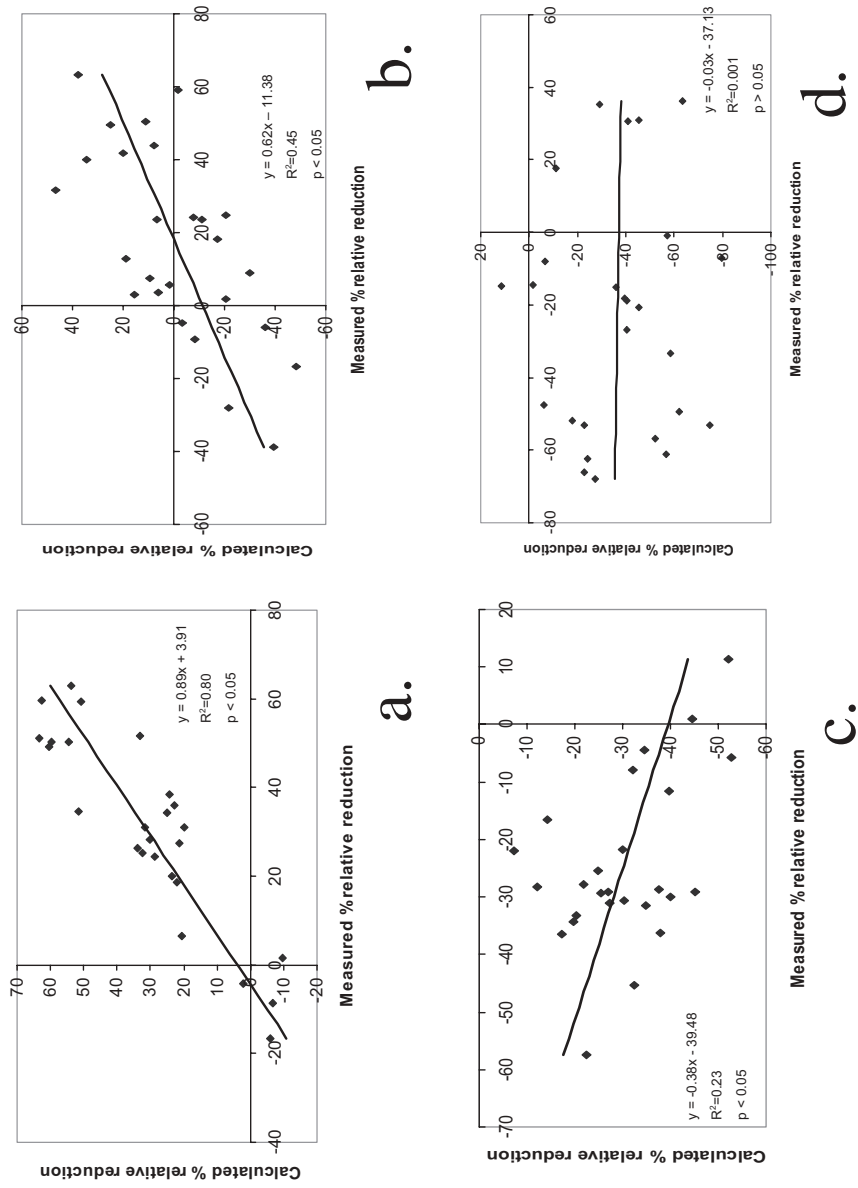 70
60
50
40
30
20
10
0
-10
-20
-40
-20
0
20
40
60
80
y = 0.89x + 3.91
R²=0.80
p < 0.05
Calculated % relative reduction
Measured % relative reduction
a.
60
40
20
0
-20
-40
-60
-60
-40
-20
0
20
40
60
80
y = 0.62x – 11.38
R²=0.45
p < 0.05
Calculated % relative reduction
Measured % relative reduction
b.
0
-10
-20
-30
-40
-50
-60
-70
-60
-50
-40
-30
-20
-10
0
10
20
y = -0.38x - 39.48
R²=0.23
p < 0.05
Calculated % relative reduction
Measured % relative reduction
c.
20
0
-20
-40
-60
-80
-100
-80
-60
-40
-20
0
20
40
60
y = -0.03x - 37.13
R²=0.001
p > 0.05
Calculated % relative reduction
Measured % relative reduction
d.